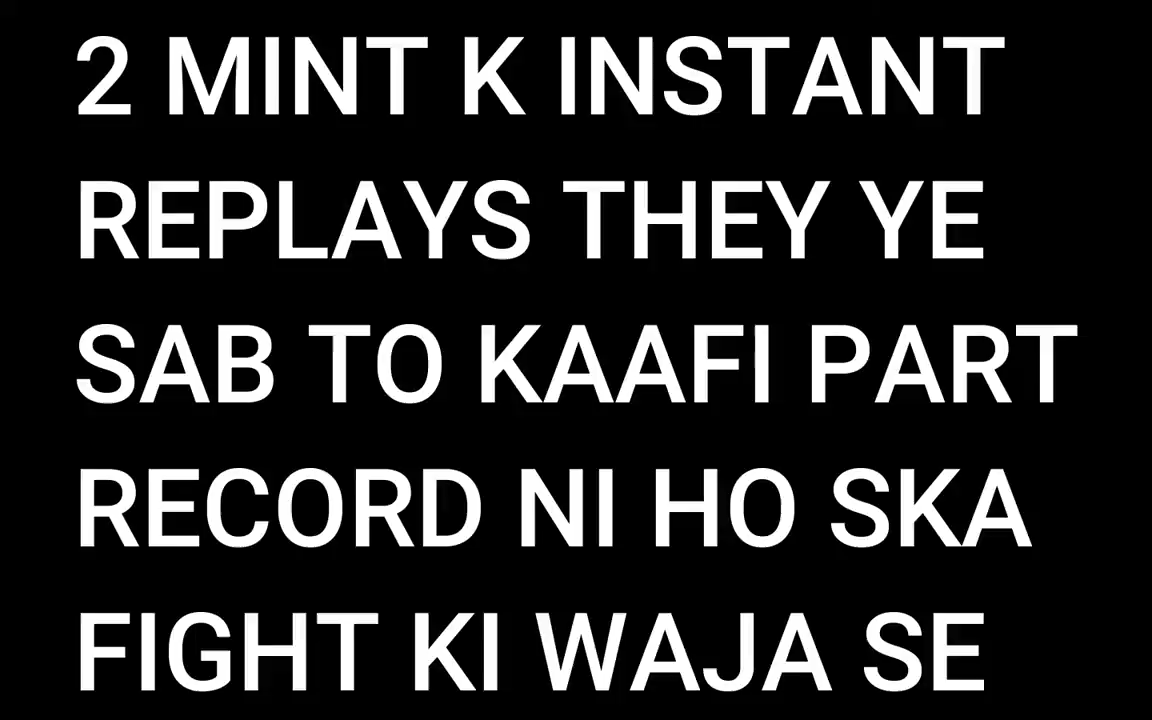 2 MINT K INSTANT
REPLAYS THEY YE
SAB TO KAAFI PART
RECORD NI HO SKA
FIGHT KI WAJA SE